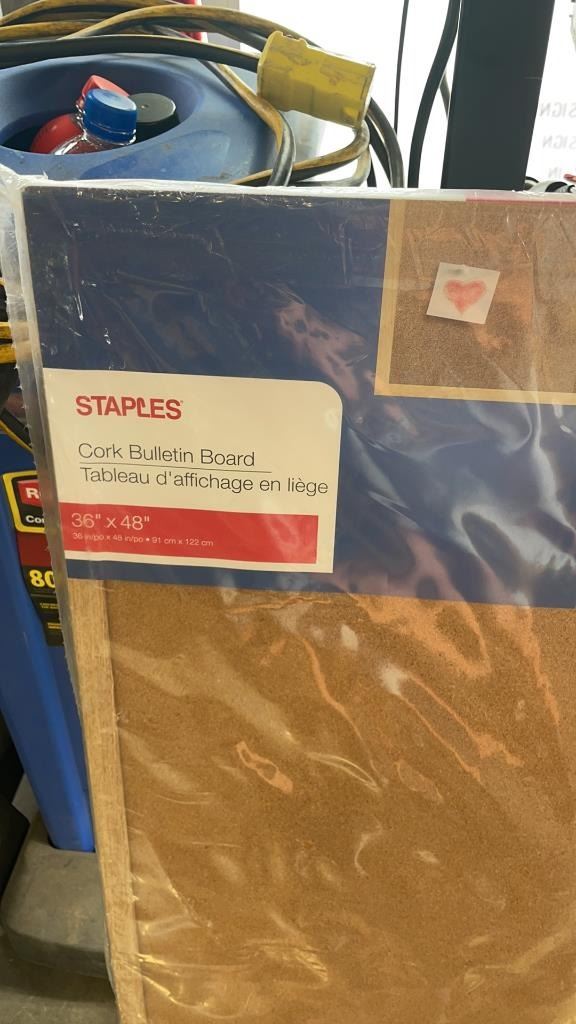 STAPLES
Cork Bulletin Board
Tableau d'affichage en liège
36" x 48"
36 in/po x 48 in/po • 91 cm x 122 cm
80